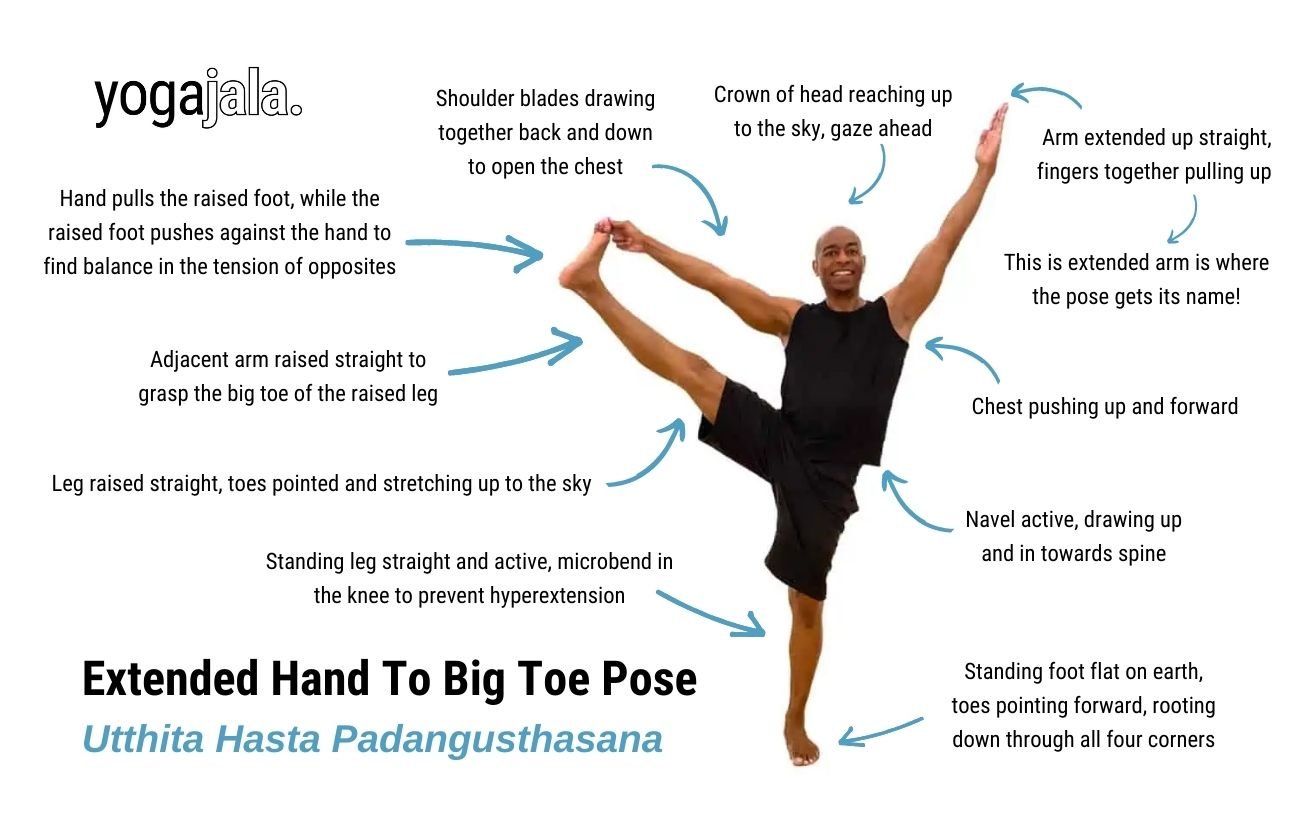 yogajala.
Shoulder blades drawing
together back and down
to open the chest
Crown of head reaching up
to the sky, gaze ahead
Arm extended up straight,
fingers together pulling up
This is extended arm is where
the pose gets its name!
Hand pulls the raised foot, while the
raised foot pushes against the hand to
find balance in the tension of opposites
Adjacent arm raised straight to
grasp the big toe of the raised leg
Chest pushing up and forward
Leg raised straight, toes pointed and stretching up to the sky
Navel active, drawing up
and in towards spine
Standing leg straight and active, microbend in
the knee to prevent hyperextension
Standing foot flat on earth,
toes pointing forward, rooting
down through all four corners
Extended Hand To Big Toe Pose
Utthita Hasta Padangusthasana